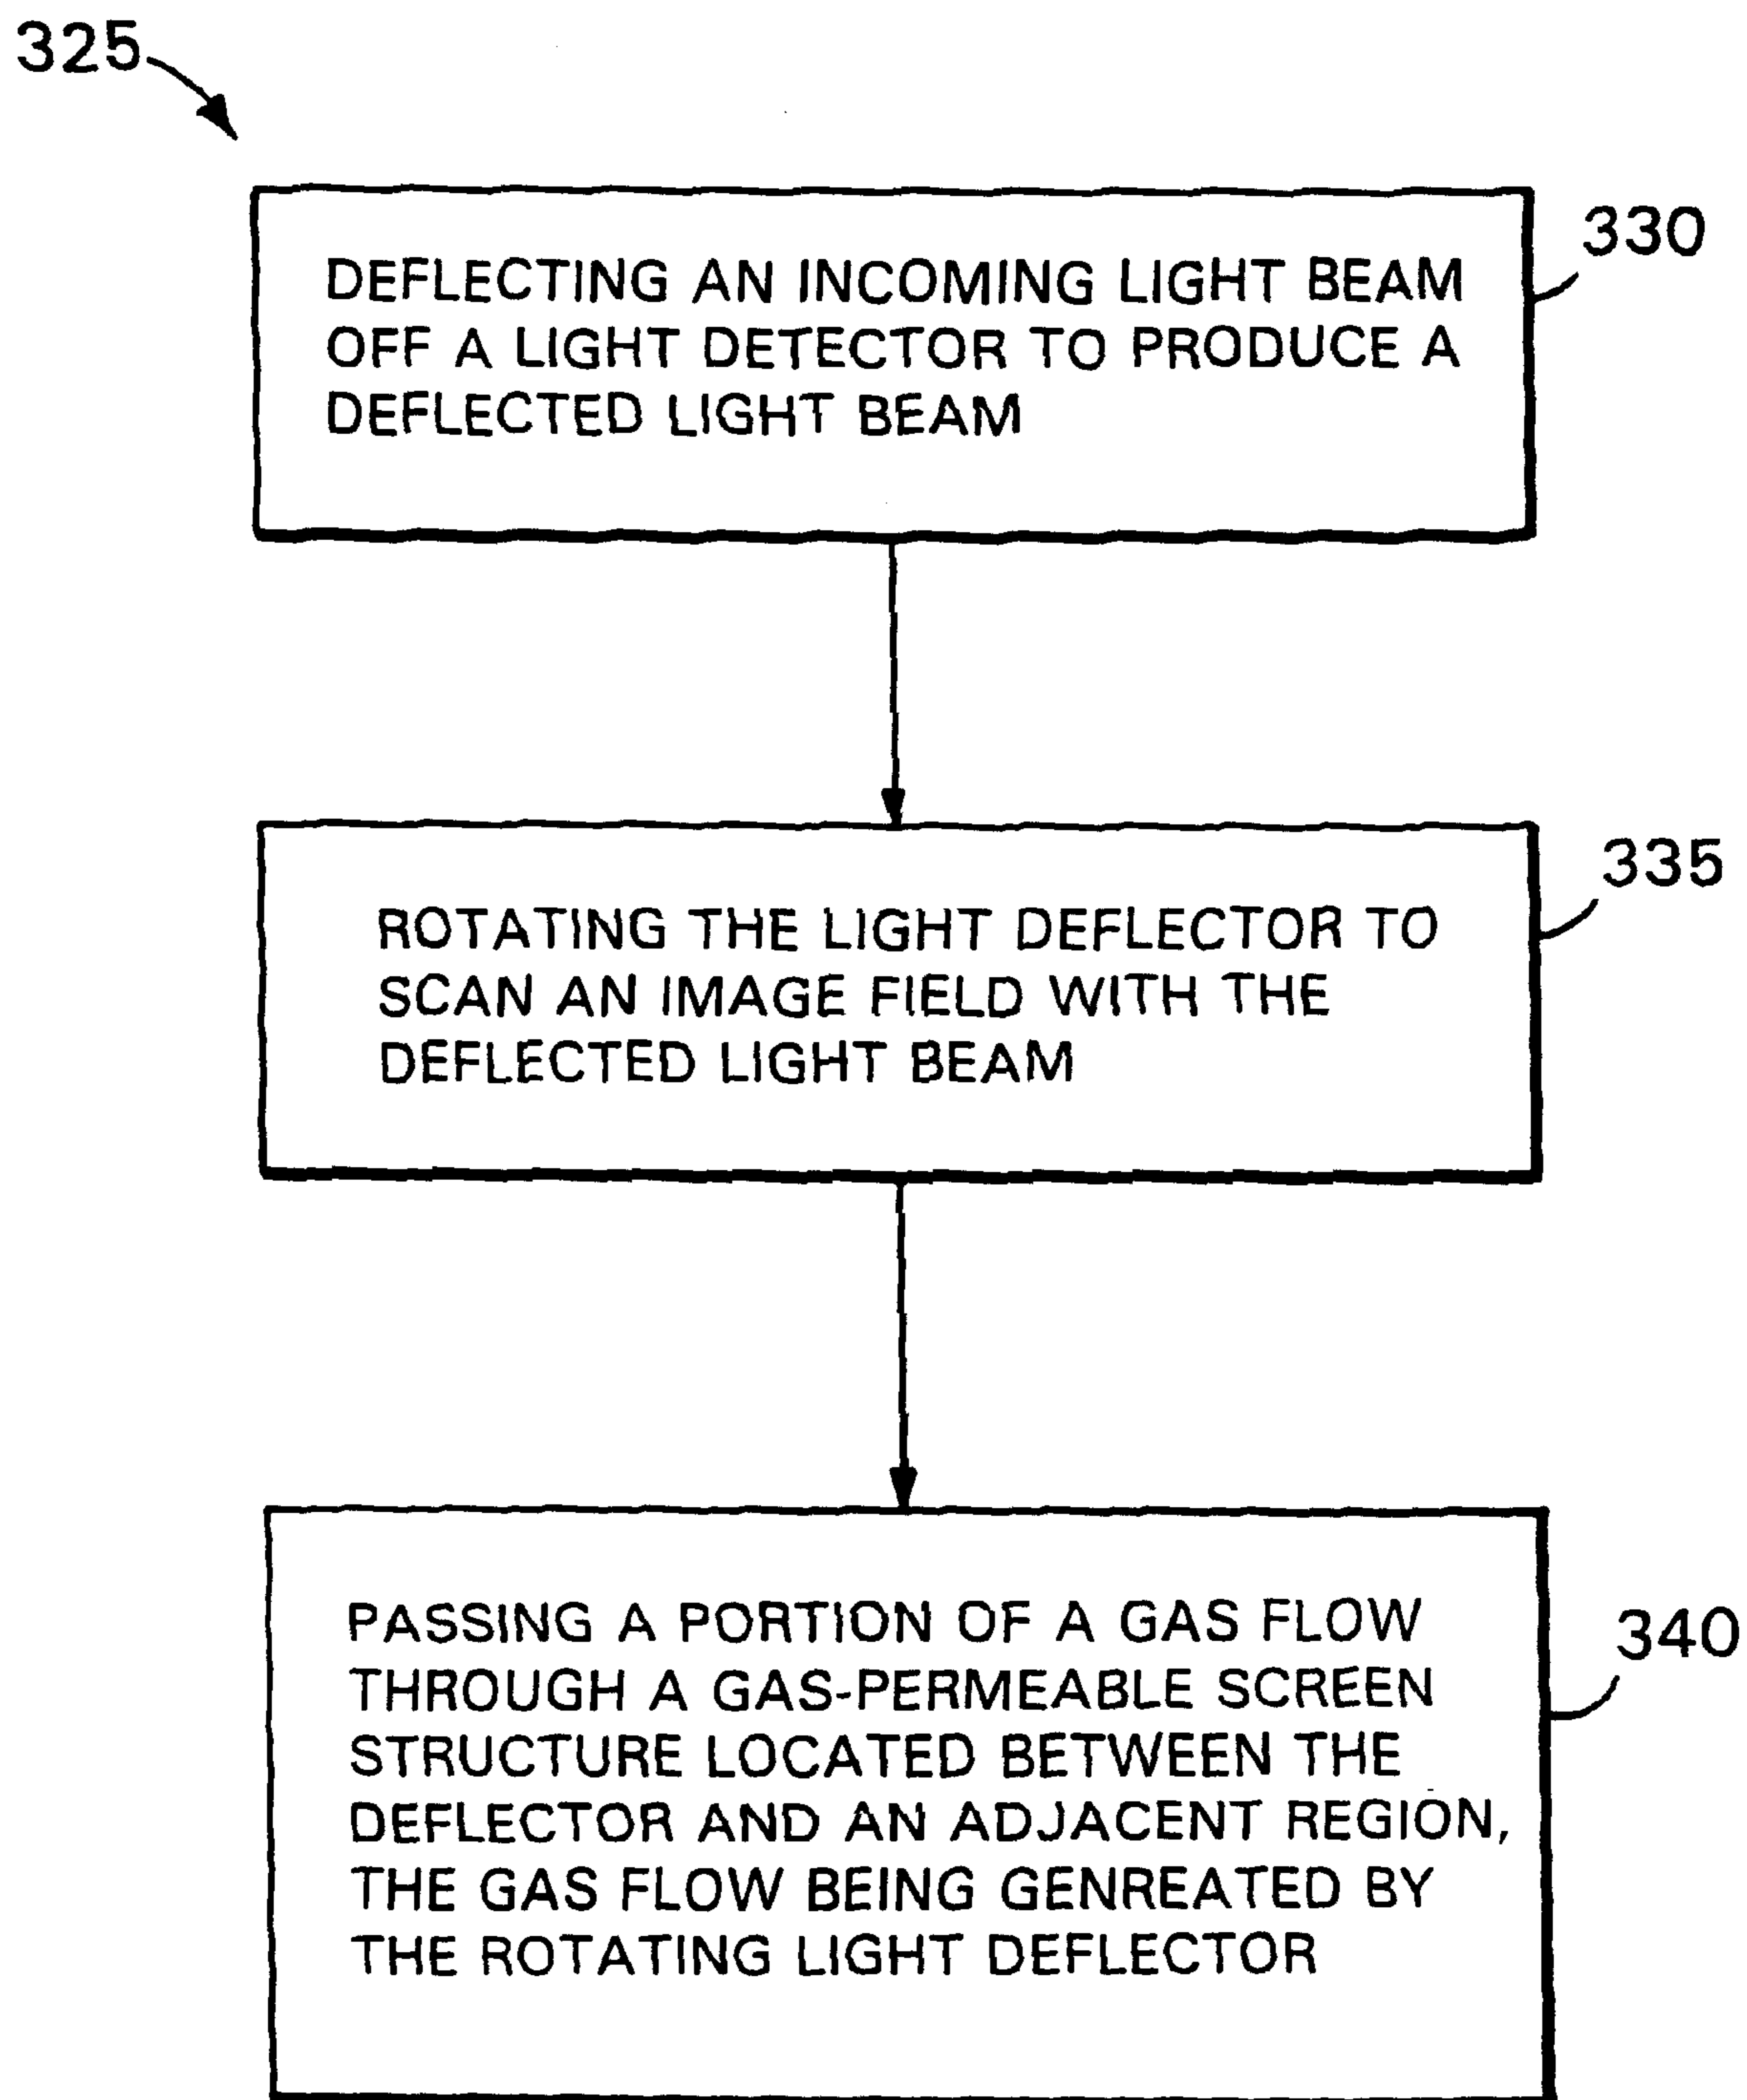 325
330
DEFLECTING AN INCOMING LIGHT BEAM
OFF A LIGHT DETECTOR TO PRODUCE A
DEFLECTED LIGHT BEAM
335
ROTATING THE LIGHT DEFLECTOR TO
SCAN AN IMAGE FIELD WITH THE
DEFLECTED LIGHT BEAM
340
PASSING A PORTION OF A GAS FLOW
THROUGH A GAS-PERMEABLE SCREEN
STRUCTURE LOCATED BETWEEN THE
DEFLECTOR AND AN ADJACENT REGION,
THE GAS FLOW BEING GENREATED BY
THE ROTATING LIGHT DEFLECTOR